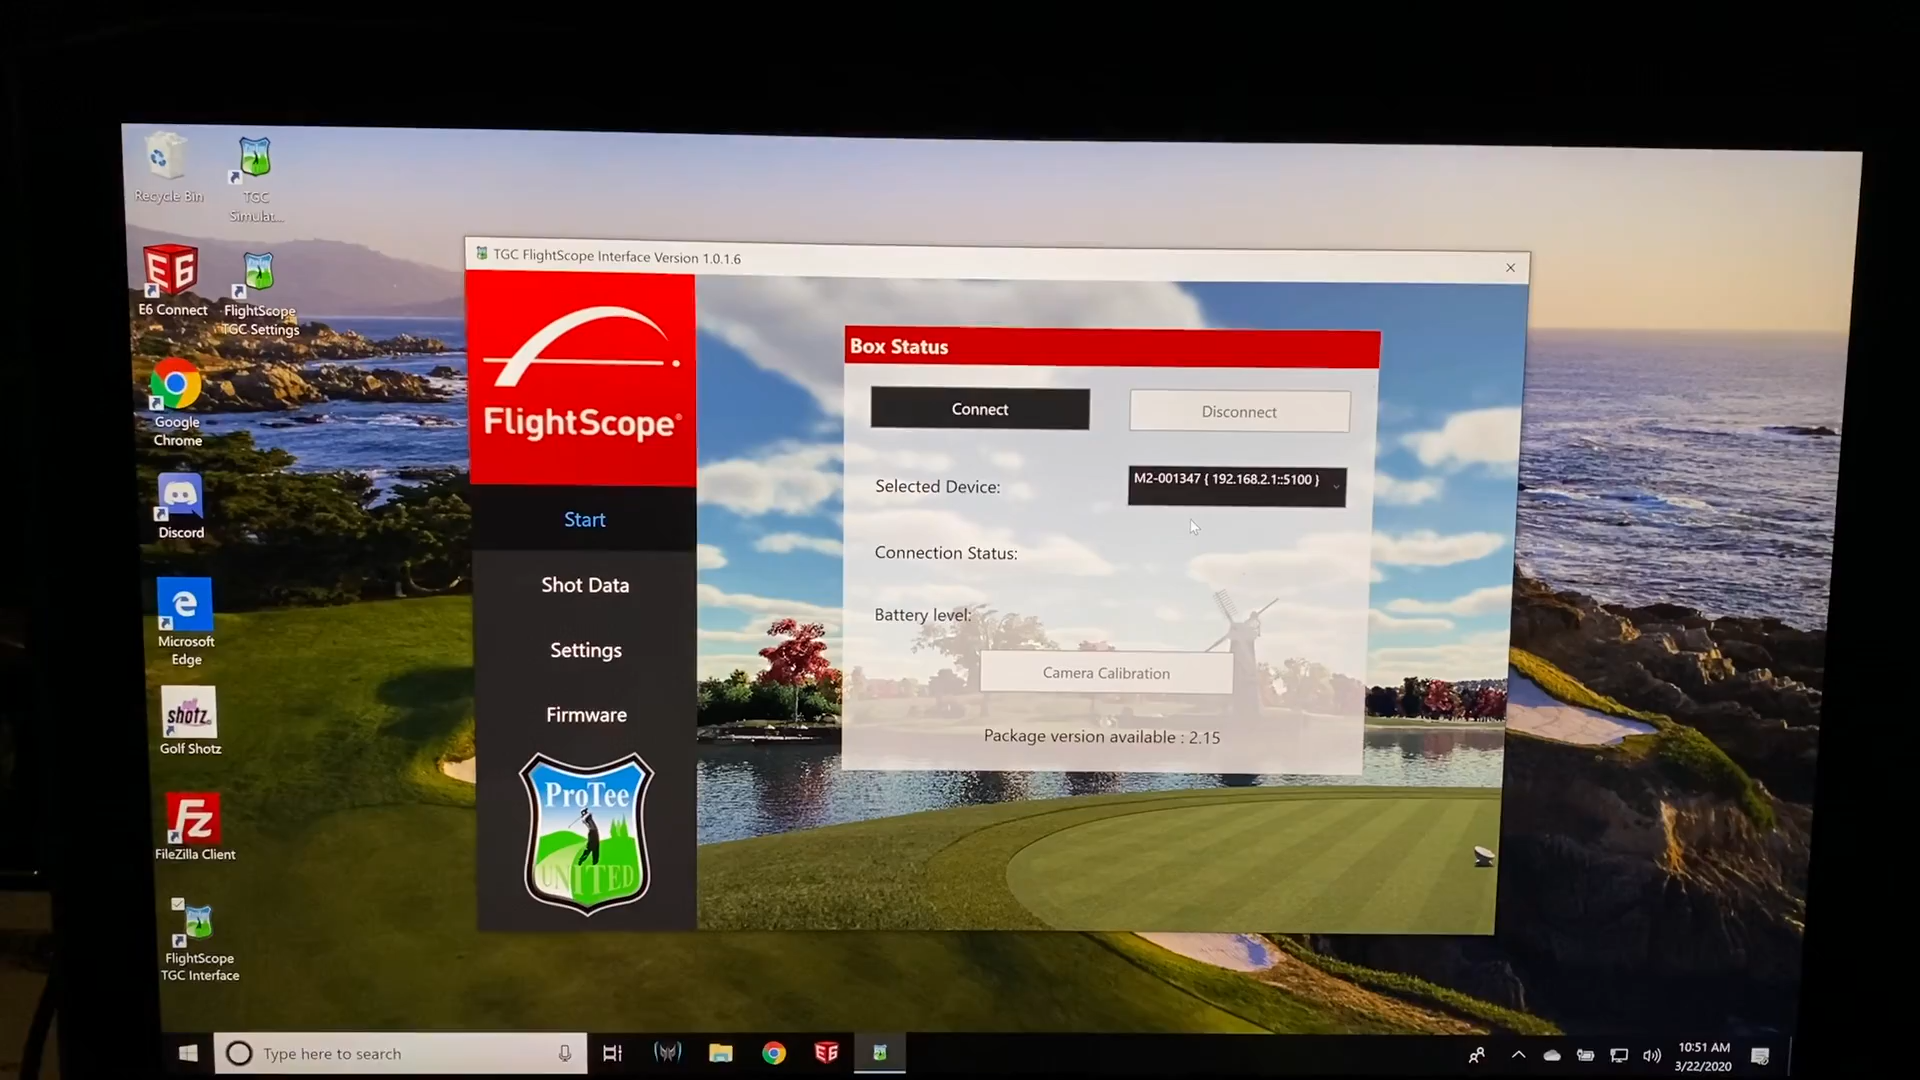 Recycle Bin
TGC
Simulat...
E6
E6 Connect
FlightScope
TGC Settings
Google
Chrome
Discord
Microsoft
Edge
shotz
Golf Shotz
Fz
FileZilla Client
FlightScope
TGC Interface
TGC FlightScope Interface Version 1.0.1.6
FlightScope®
Start
Shot Data
Settings
Firmware
ProTee
UNITED
Box Status
Connect
Disconnect
Selected Device:
M2-001347 { 192.168.2.1::5100 }
Connection Status:
Battery level:
Camera Calibration
Package version available : 2.15
Type here to search
E6
10:51 AM
3/22/2020